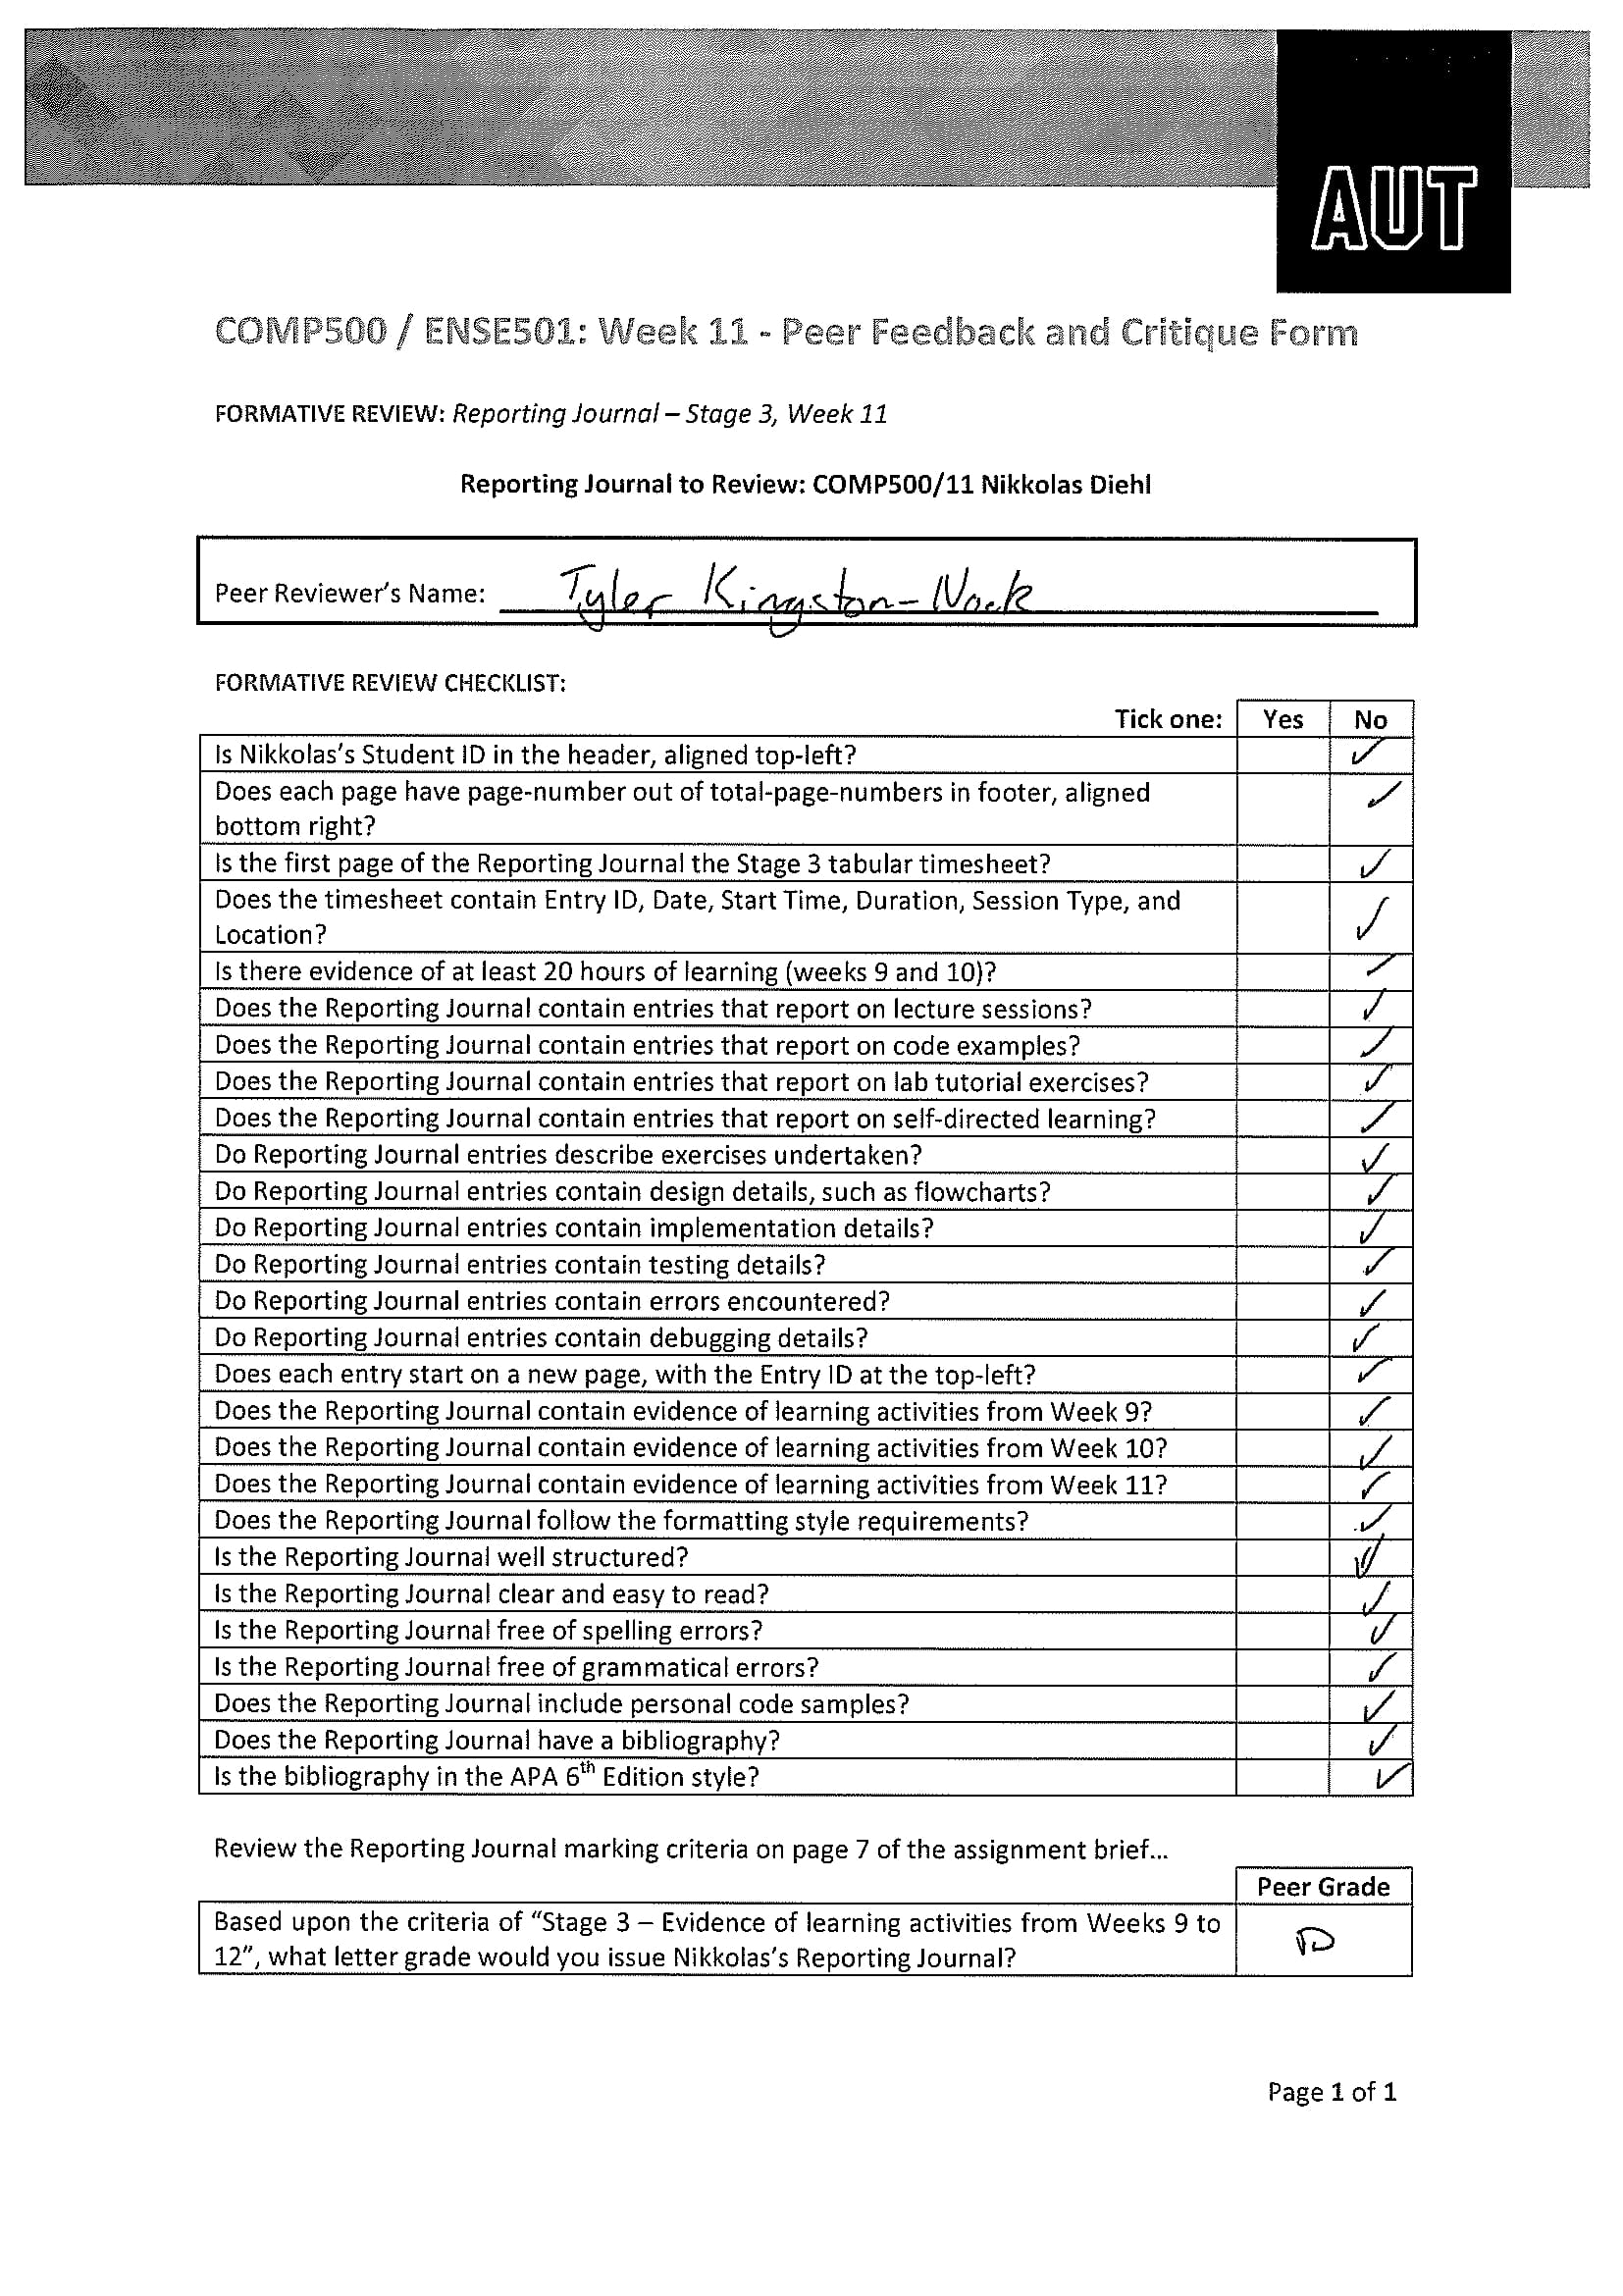 AUT
COMP500 / ENSE501: Week 11 - Peer Feedback and Critique Form
FORMATIVE REVIEW: Reporting Journal – Stage 3, Week 11
Reporting Journal to Review: COMP500/11 Nikkolas Diehl
Peer Reviewer's Name: Tyler Kingston-Nock
FORMATIVE REVIEW CHECKLIST:
Tick one: Yes No
Is Nikkolas's Student ID in the header, aligned top-left? ✓
Does each page have page-number out of total-page-numbers in footer, aligned
bottom right? ✓
Is the first page of the Reporting Journal the Stage 3 tabular timesheet? ✓
Does the timesheet contain Entry ID, Date, Start Time, Duration, Session Type, and
Location? ✓
Is there evidence of at least 20 hours of learning (weeks 9 and 10)? ✓
Does the Reporting Journal contain entries that report on lecture sessions? ✓
Does the Reporting Journal contain entries that report on code examples? ✓
Does the Reporting Journal contain entries that report on lab tutorial exercises? ✓
Does the Reporting Journal contain entries that report on self-directed learning? ✓
Do Reporting Journal entries describe exercises undertaken? ✓
Do Reporting Journal entries contain design details, such as flowcharts? ✓
Do Reporting Journal entries contain implementation details? ✓
Do Reporting Journal entries contain testing details? ✓
Do Reporting Journal entries contain errors encountered? ✓
Do Reporting Journal entries contain debugging details? ✓
Does each entry start on a new page, with the Entry ID at the top-left? ✓
Does the Reporting Journal contain evidence of learning activities from Week 9? ✓
Does the Reporting Journal contain evidence of learning activities from Week 10? ✓
Does the Reporting Journal contain evidence of learning activities from Week 11? ✓
Does the Reporting Journal follow the formatting style requirements? ✓
Is the Reporting Journal well structured? ✓
Is the Reporting Journal clear and easy to read? ✓
Is the Reporting Journal free of spelling errors? ✓
Is the Reporting Journal free of grammatical errors? ✓
Does the Reporting Journal include personal code samples? ✓
Does the Reporting Journal have a bibliography? ✓
Is the bibliography in the APA 6th Edition style? ✓
Review the Reporting Journal marking criteria on page 7 of the assignment brief...
Peer Grade
Based upon the criteria of "Stage 3 – Evidence of learning activities from Weeks 9 to
12", what letter grade would you issue Nikkolas's Reporting Journal? D
Page 1 of 1